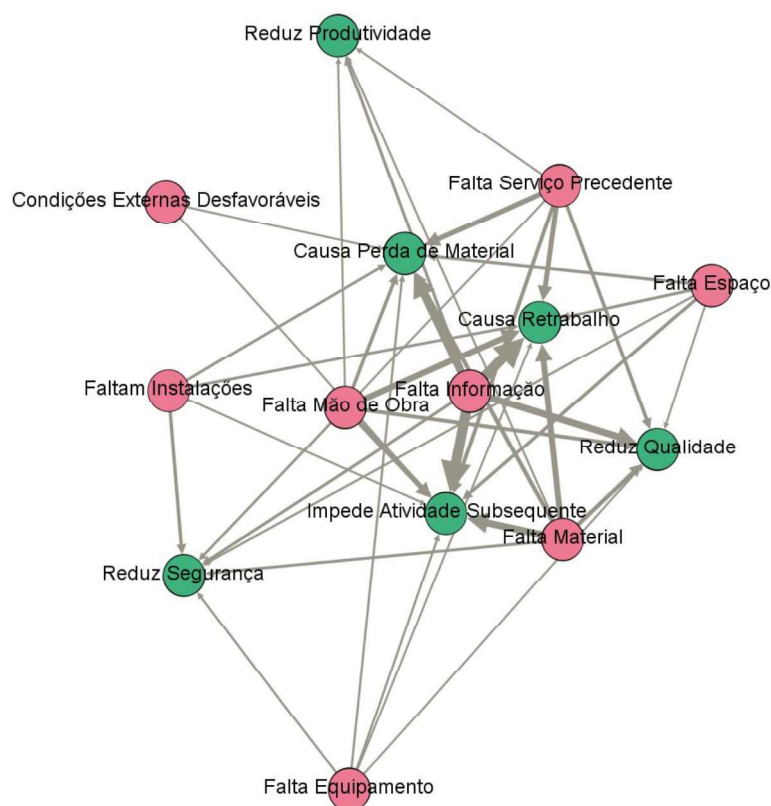 Reduz Produtividade
Falta Serviço Precedente
Condições Externas Desfavoráveis
Causa Perda de Material
Falta Espaço
Causa Retrabalho
Faltam Instalações
Falta Informação
Falta Mão de Obra
Reduz Qualidade
Impede Atividade Subsequente
Falta Material
Reduz Segurança
Falta Equipamento